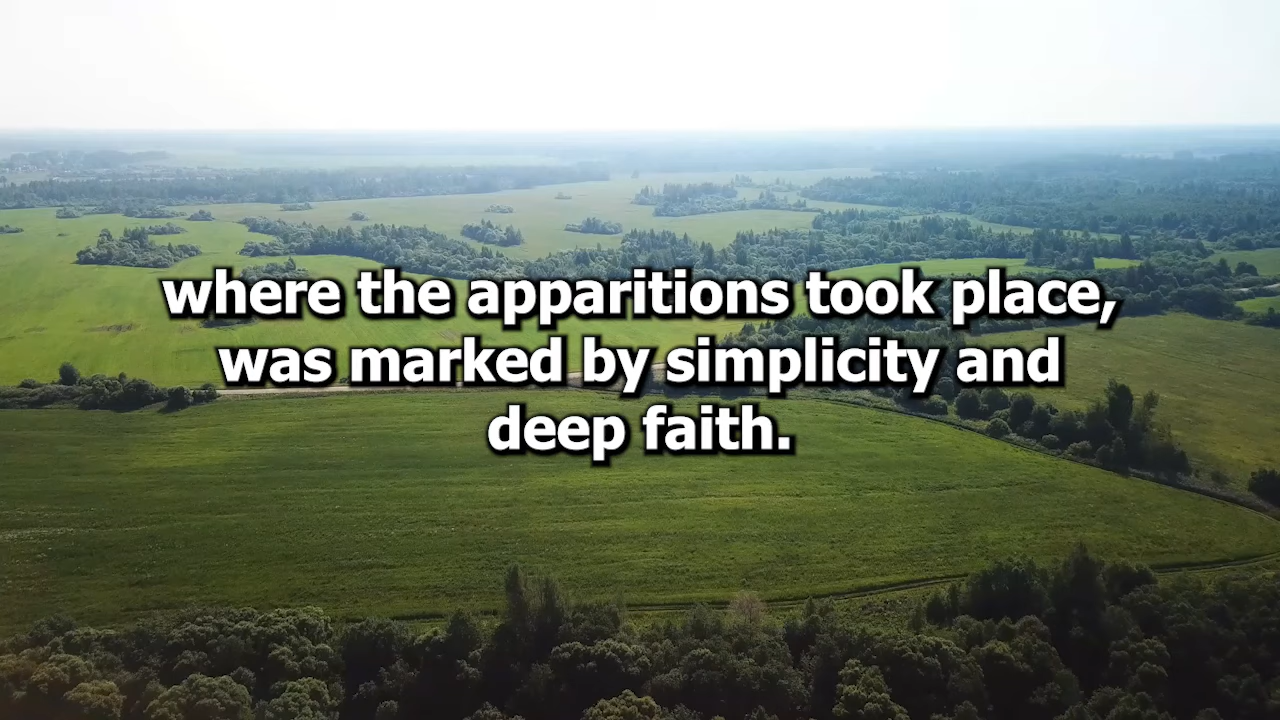 where the apparitions took place,
was marked by simplicity and
deep faith.